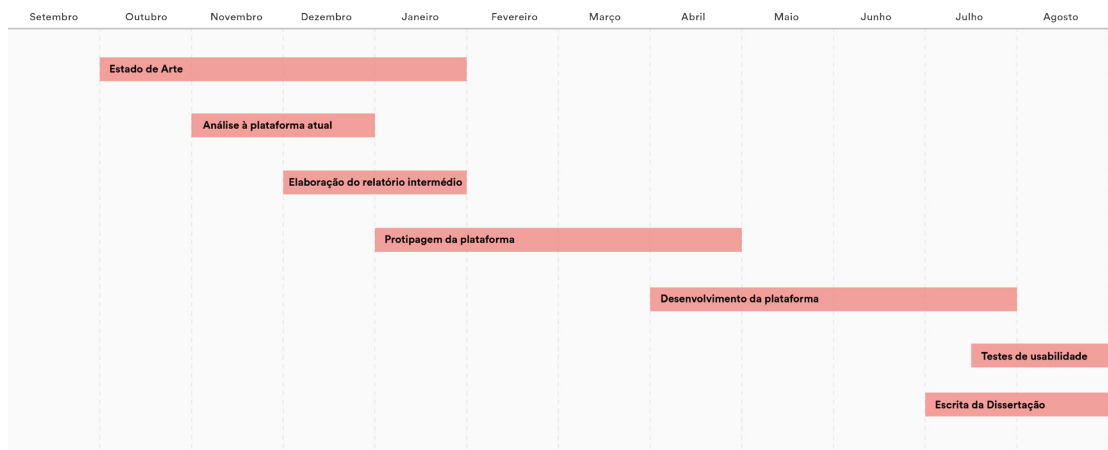 Setembro Outubro Novembro Dezembro Janeiro Fevereiro Março Abril Maio Junho Julho Agosto
Estado de Arte
Análise à plataforma atual
Elaboração do relatório intermédio
Protipagem da plataforma
Desenvolvimento da plataforma
Testes de usabilidade
Escrita da Dissertação